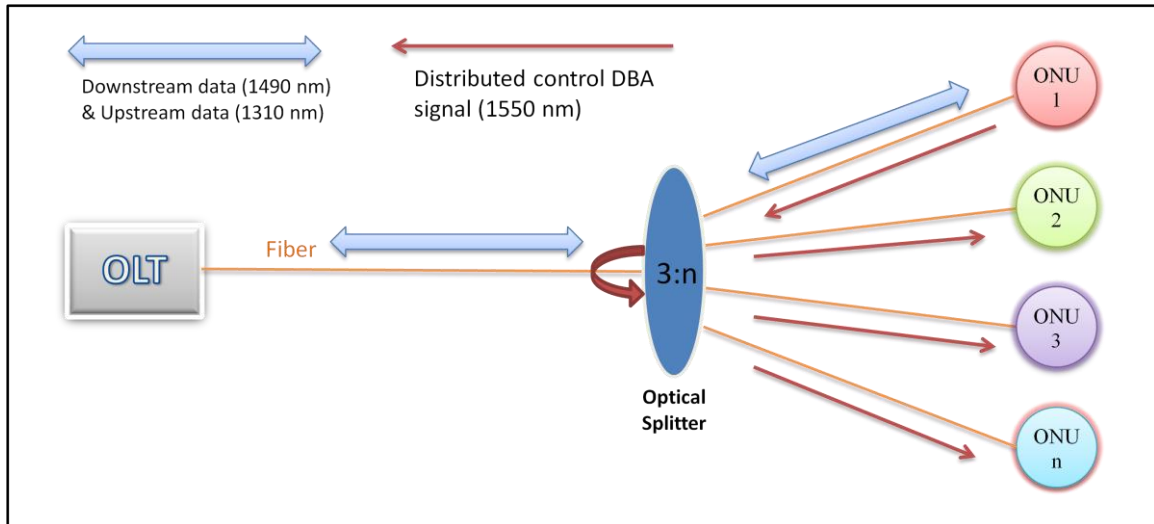 Downstream data (1490 nm)
& Upstream data (1310 nm)
Distributed control DBA
signal (1550 nm)
OLT
Fiber
3:n
Optical
Splitter
ONU
1
ONU
2
ONU
3
ONU
n